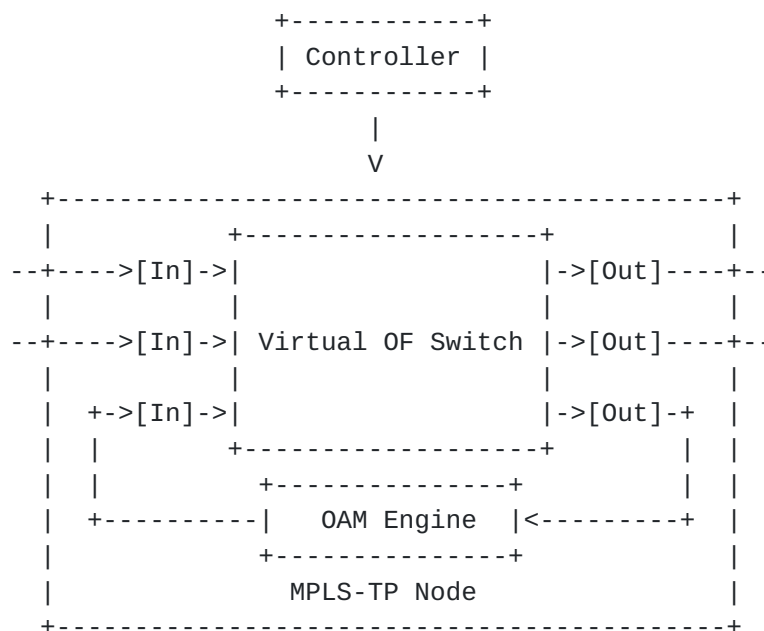 +------------+
| Controller |
+------------+
|
V
+-------------------------------------------+
| +-------------------+ |
--+---->[In]->| |->[Out]----+--
| | | |
--+---->[In]->| Virtual OF Switch |->[Out]----+--
| | | |
| +->[In]->| |->[Out]-+ |
| | +-------------------+ | |
| | +---------------+ | |
| +----------| OAM Engine |<---------+ |
| +---------------+ |
| MPLS-TP Node |
+-------------------------------------------+